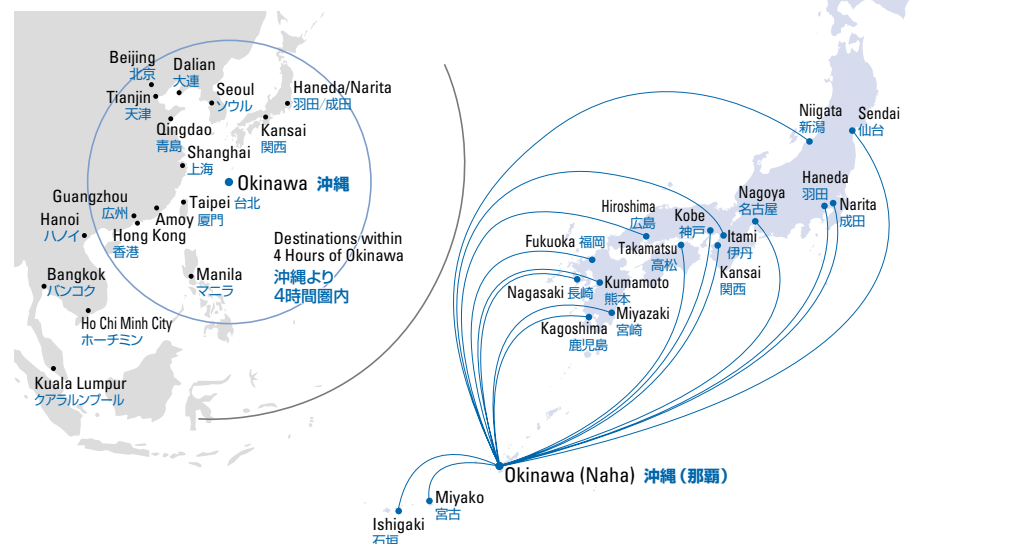 Beijing
北京
Dalian
大連
Tianjin
天津
Seoul
ソウル
Haneda/Narita
羽田/成田
Qingdao
青島
Kansai
関西
Shanghai
上海
Okinawa 沖縄
Guangzhou
広州
Taipei 台北
Amoy 厦門
Hanoi
ハノイ
Hong Kong
香港
Destinations within
4 Hours of Okinawa
沖縄より
4時間圏内
Bangkok
バンコク
Manila
マニラ
Ho Chi Minh City
ホーチミン
Kuala Lumpur
クアラルンプール
Niigata
新潟
Sendai
仙台
Haneda
羽田
Narita
成田
Nagoya
名古屋
Hiroshima
広島
Kobe
神戸
Itami
伊丹
Fukuoka 福岡
Takamatsu
高松
Kansai
関西
Nagasaki 長崎
Kumamoto
熊本
Miyazaki
宮崎
Kagoshima
鹿児島
Okinawa (Naha) 沖縄（那覇）
Miyako
宮古
Ishigaki
石垣